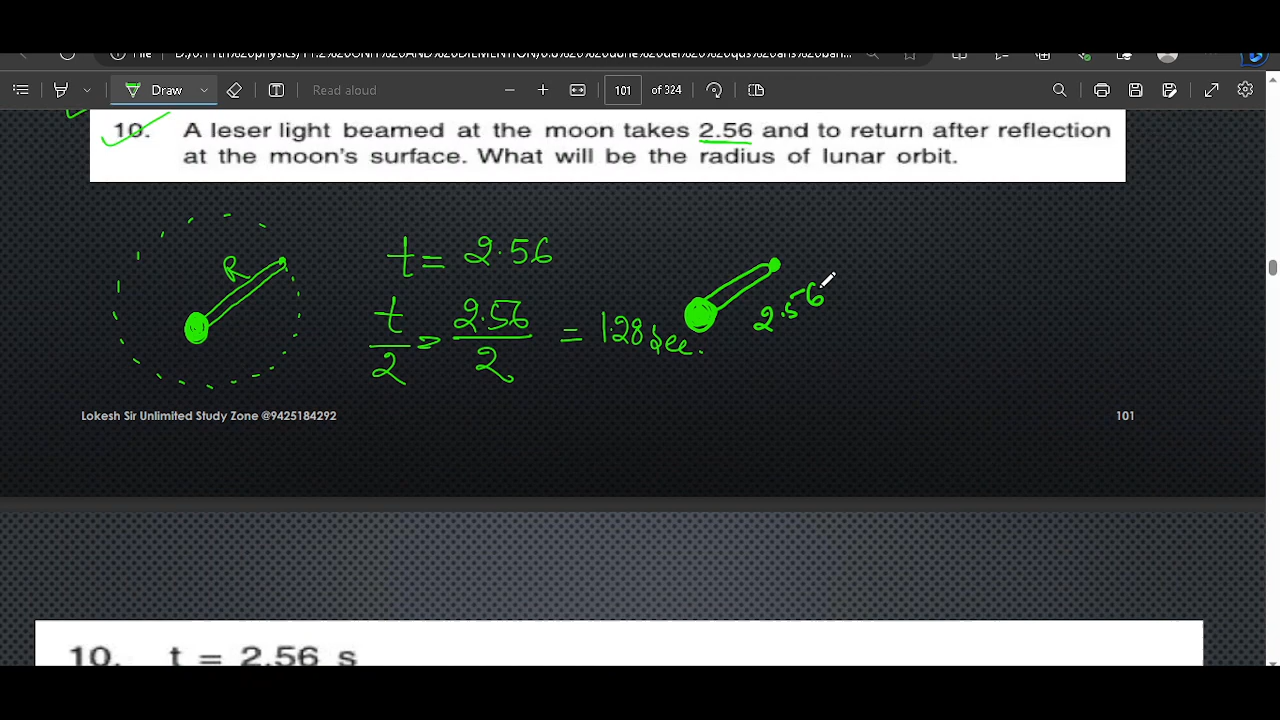 Draw
Read aloud
101 of 324
10. A leser light beamed at the moon takes 2.56 and to return after reflection
at the moon's surface. What will be the radius of lunar orbit.
R
t = 2.56
t/2 = 2.56/2 = 1.28 sec.
2.56
Lokesh Sir Unlimited Study Zone @9425184292
101
10. t = 2.56 s